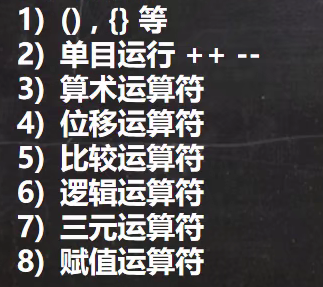 1) () , {} 等
2) 单目运行 ++ --
3) 算术运算符
4) 位移运算符
5) 比较运算符
6) 逻辑运算符
7) 三元运算符
8) 赋值运算符